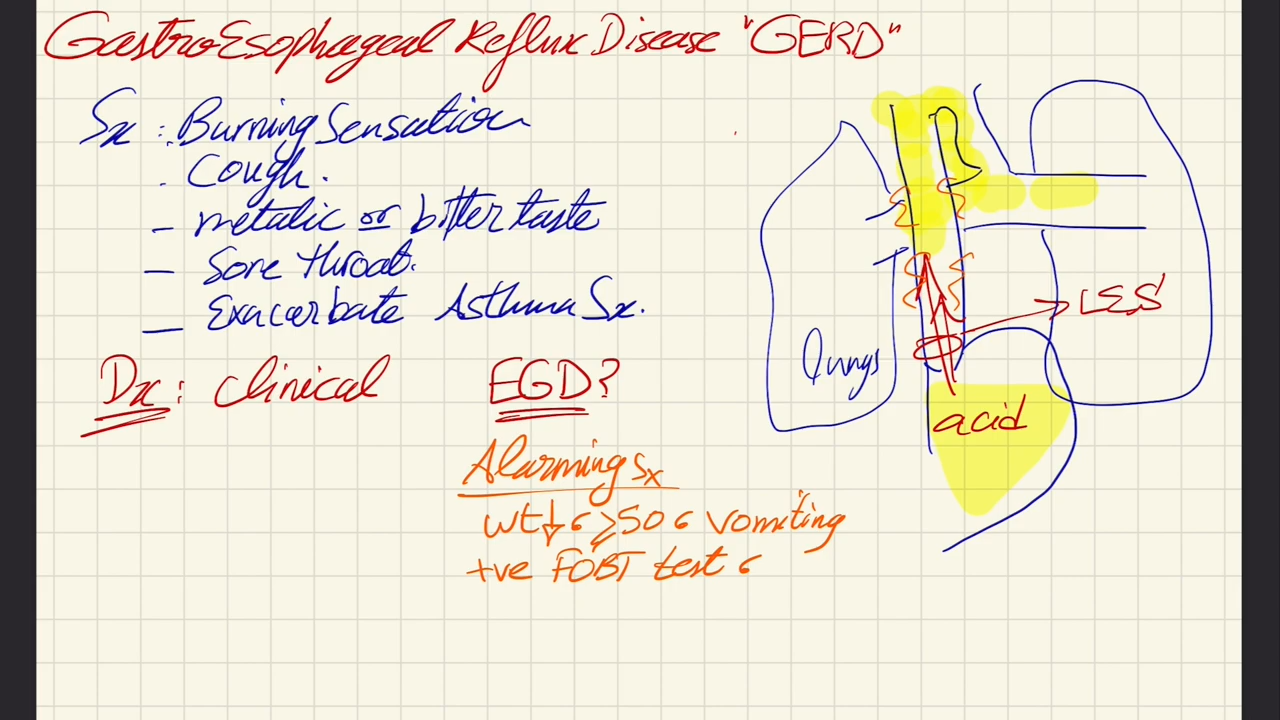 GastroEsophageal Reflux Disease "GERD"
Sx : Burning Sensation
. Cough.
- metalic or bitter taste
- Sore throat.
- Exacerbate Asthma Sx.
Dx : clinical
EGD?
Alarming Sx
wt↓ , ≥50 , vomiting
+ve FOBT test ,
Lungs
LES
acid